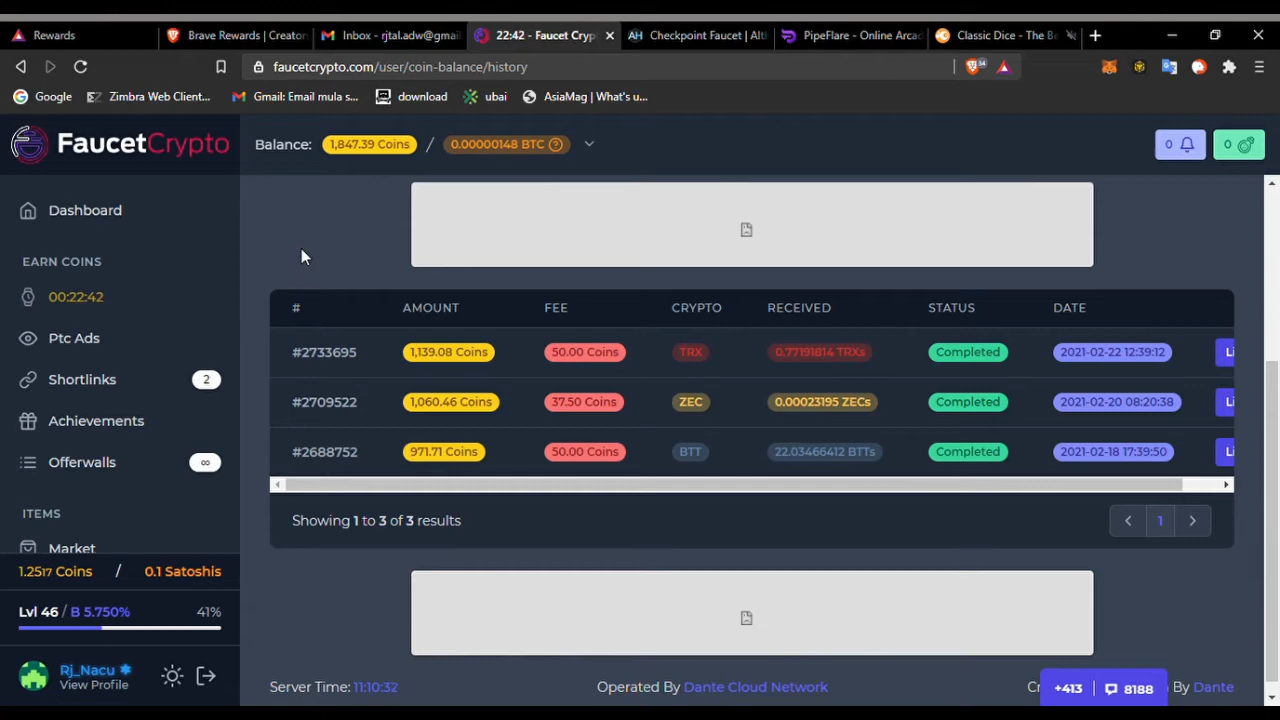 Rewards
Brave Rewards | Creator
Inbox - rjtal.adw@gmail
22:42 - Faucet Cryp
Checkpoint Faucet | Alt
PipeFlare - Online Arcad
Classic Dice - The Be
faucetcrypto.com/user/coin-balance/history
34
Google
Zimbra Web Client...
Gmail: Email mula s...
download
ubai
AsiaMag | What's u...
FaucetCrypto
Balance: 1,847.39 Coins / 0.00000148 BTC
0
0
Dashboard
EARN COINS
00:22:42
Ptc Ads
Shortlinks 2
Achievements
Offerwalls ∞
ITEMS
Market
1.2517 Coins / 0.1 Satoshis
Lvl 46 / B 5.750% 41%
Rj_Nacu
View Profile
# AMOUNT FEE CRYPTO RECEIVED STATUS DATE
#2733695 1,139.08 Coins 50.00 Coins TRX 0.77191814 TRXs Completed 2021-02-22 12:39:12 Li
#2709522 1,060.46 Coins 37.50 Coins ZEC 0.00023195 ZECs Completed 2021-02-20 08:20:38 Li
#2688752 971.71 Coins 50.00 Coins BTT 22.03466412 BTTs Completed 2021-02-18 17:39:50 Li
Showing 1 to 3 of 3 results
1
Server Time: 11:10:32
Operated By Dante Cloud Network
By Dante
+413 8188